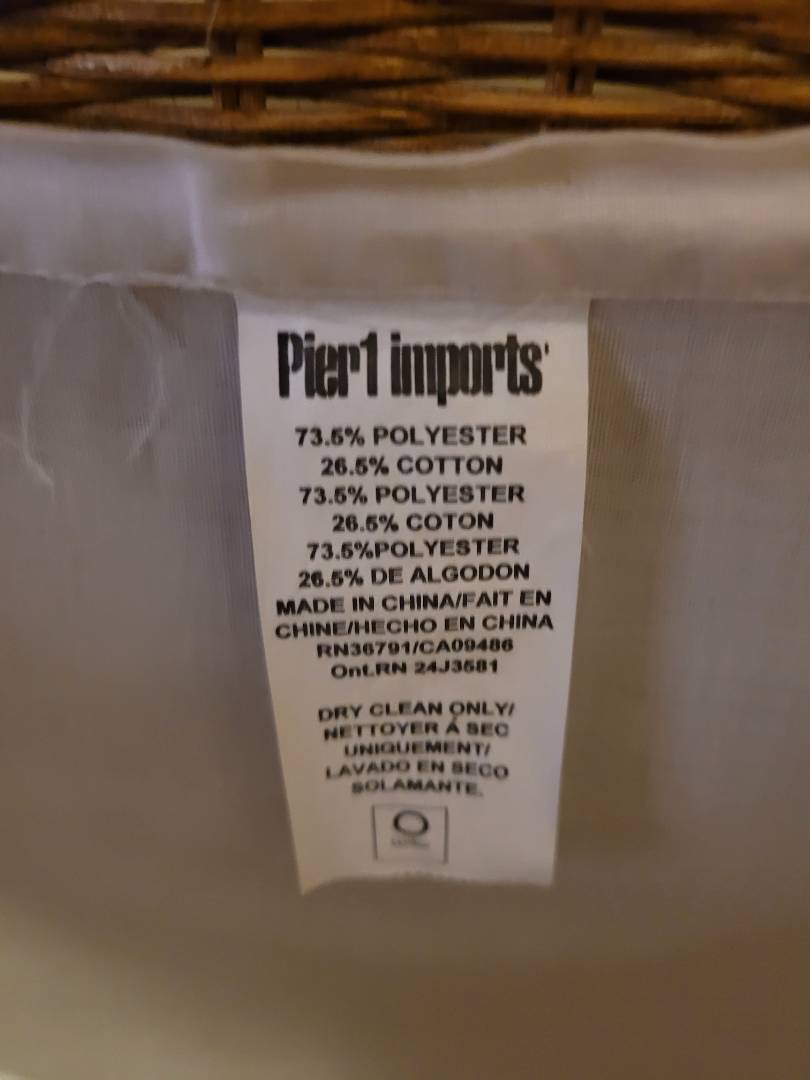 Pier1 imports'
73.5% POLYESTER
26.5% COTTON
73.5% POLYESTER
26.5% COTON
73.5%POLYESTER
26.5% DE ALGODON
MADE IN CHINA/FAIT EN
CHINE/HECHO EN CHINA
RN36791/CA09486
Ont.RN 24J3581
DRY CLEAN ONLY/
NETTOYER Á SEC
UNIQUEMENT/
LAVADO EN SECO
SOLAMANTE.